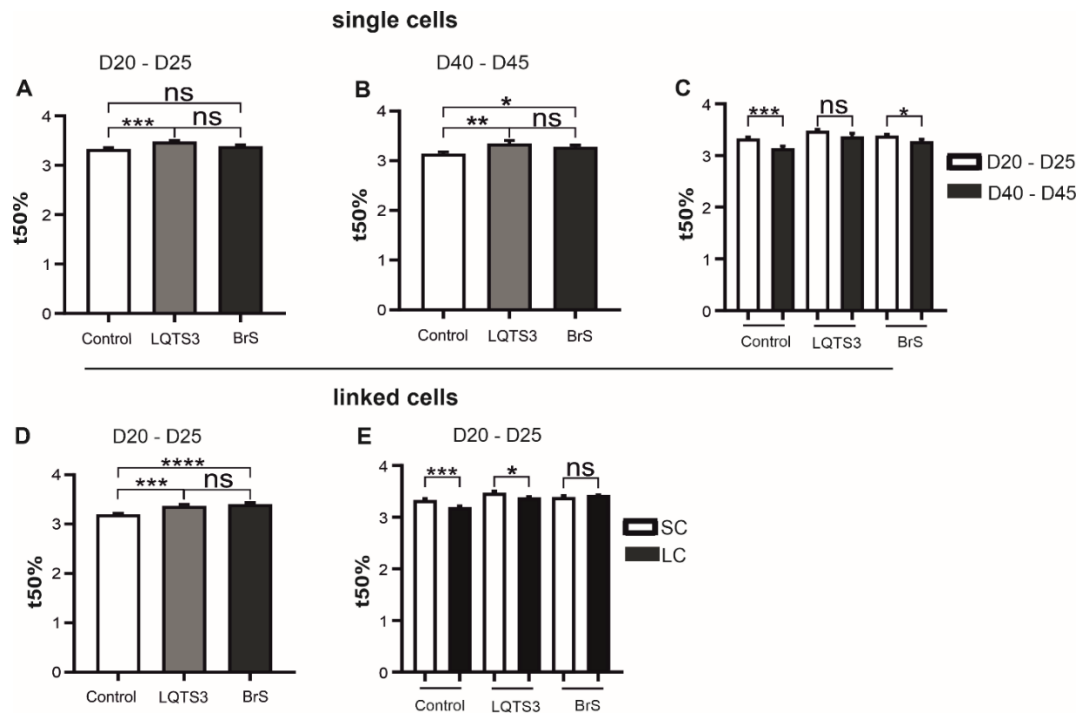 single cells
D20 - D25
A
ns
***
ns
t50%
4
3
2
1
0
Control LQTS3 BrS
D40 - D45
B
*
**
ns
t50%
4
3
2
1
0
Control LQTS3 BrS
C
***
ns
*
t50%
4
3
2
1
0
Control LQTS3 BrS
D20 - D25
D40 - D45
linked cells
D
D20 - D25
****
***
ns
t50%
4
3
2
1
0
Control LQTS3 BrS
E
D20 - D25
***
*
ns
t50%
4
3
2
1
0
Control LQTS3 BrS
SC
LC